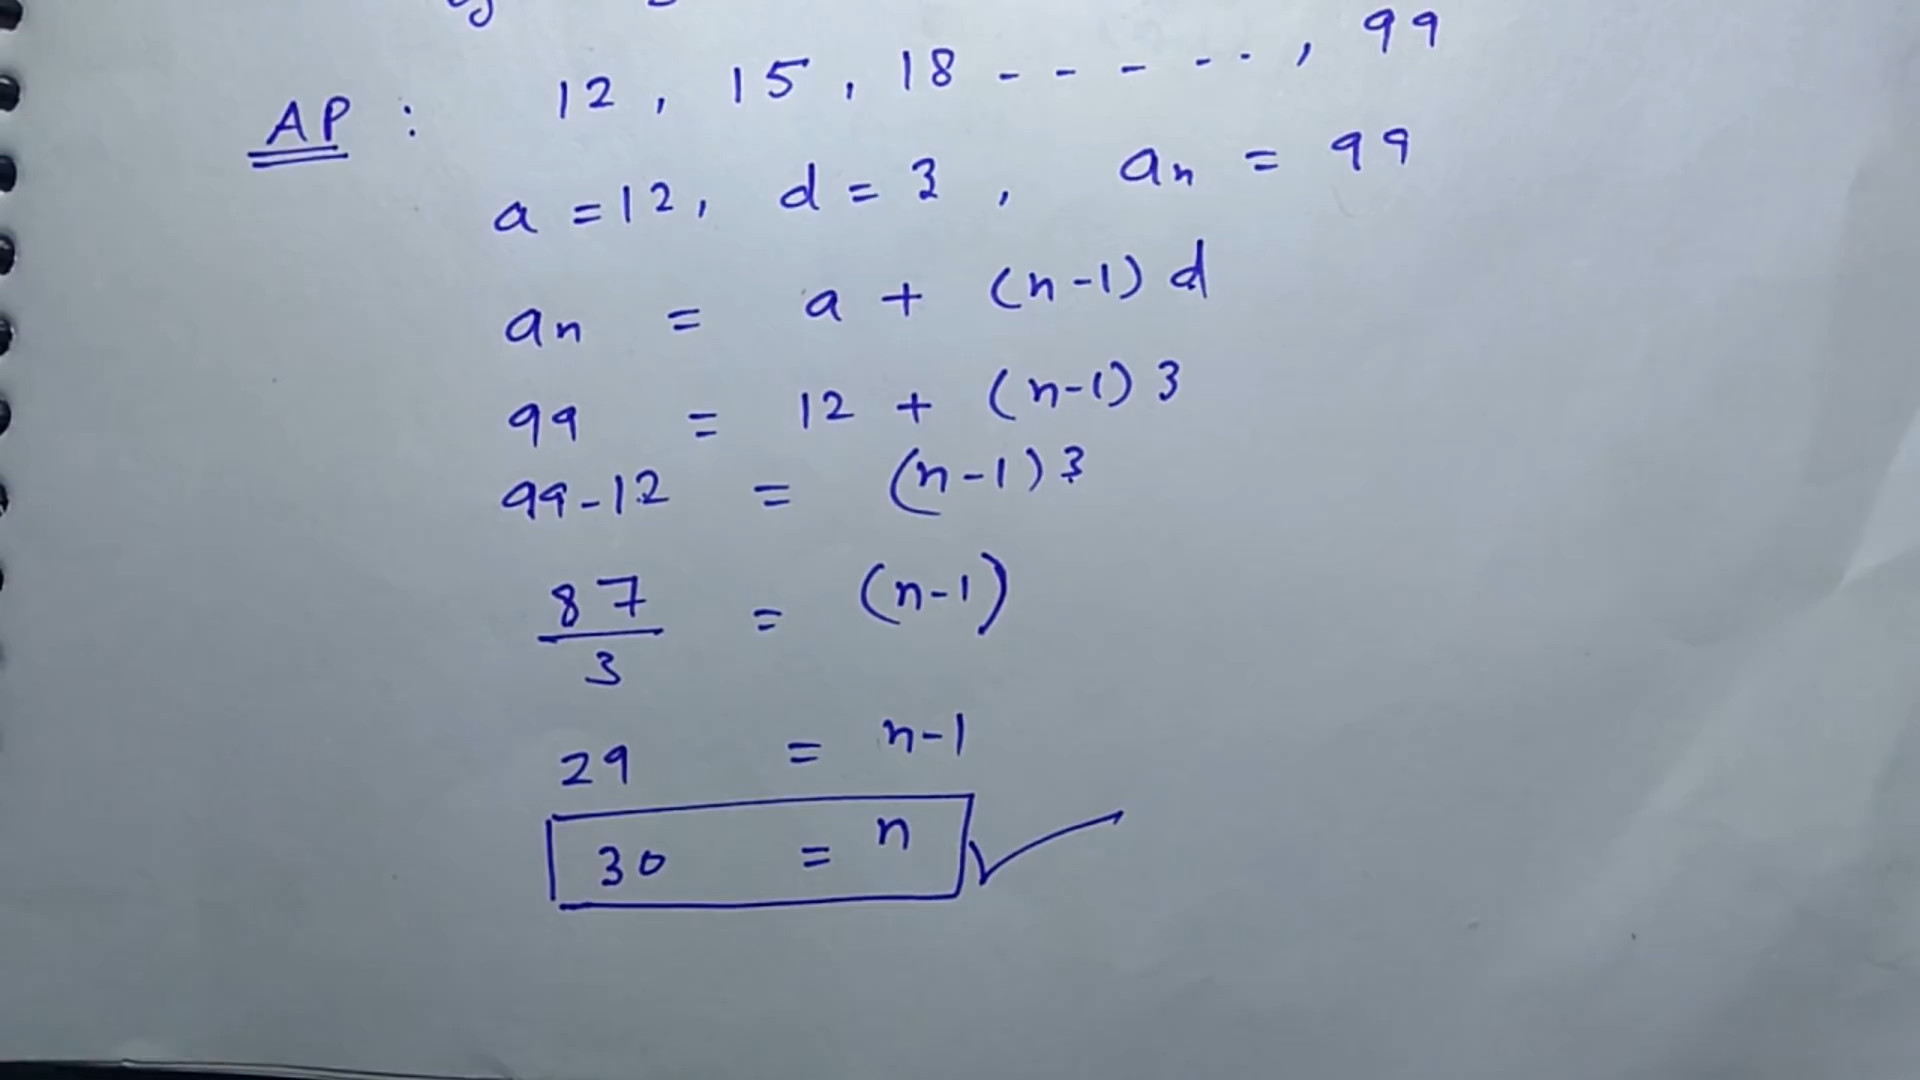 AP : 12 , 15 , 18 - - - - - - , 99
a = 12 , d = 3 , an = 99
an = a + (n-1) d
99 = 12 + (n-1) 3
99-12 = (n-1) 3
87/3 = (n-1)
29 = n-1
30 = n